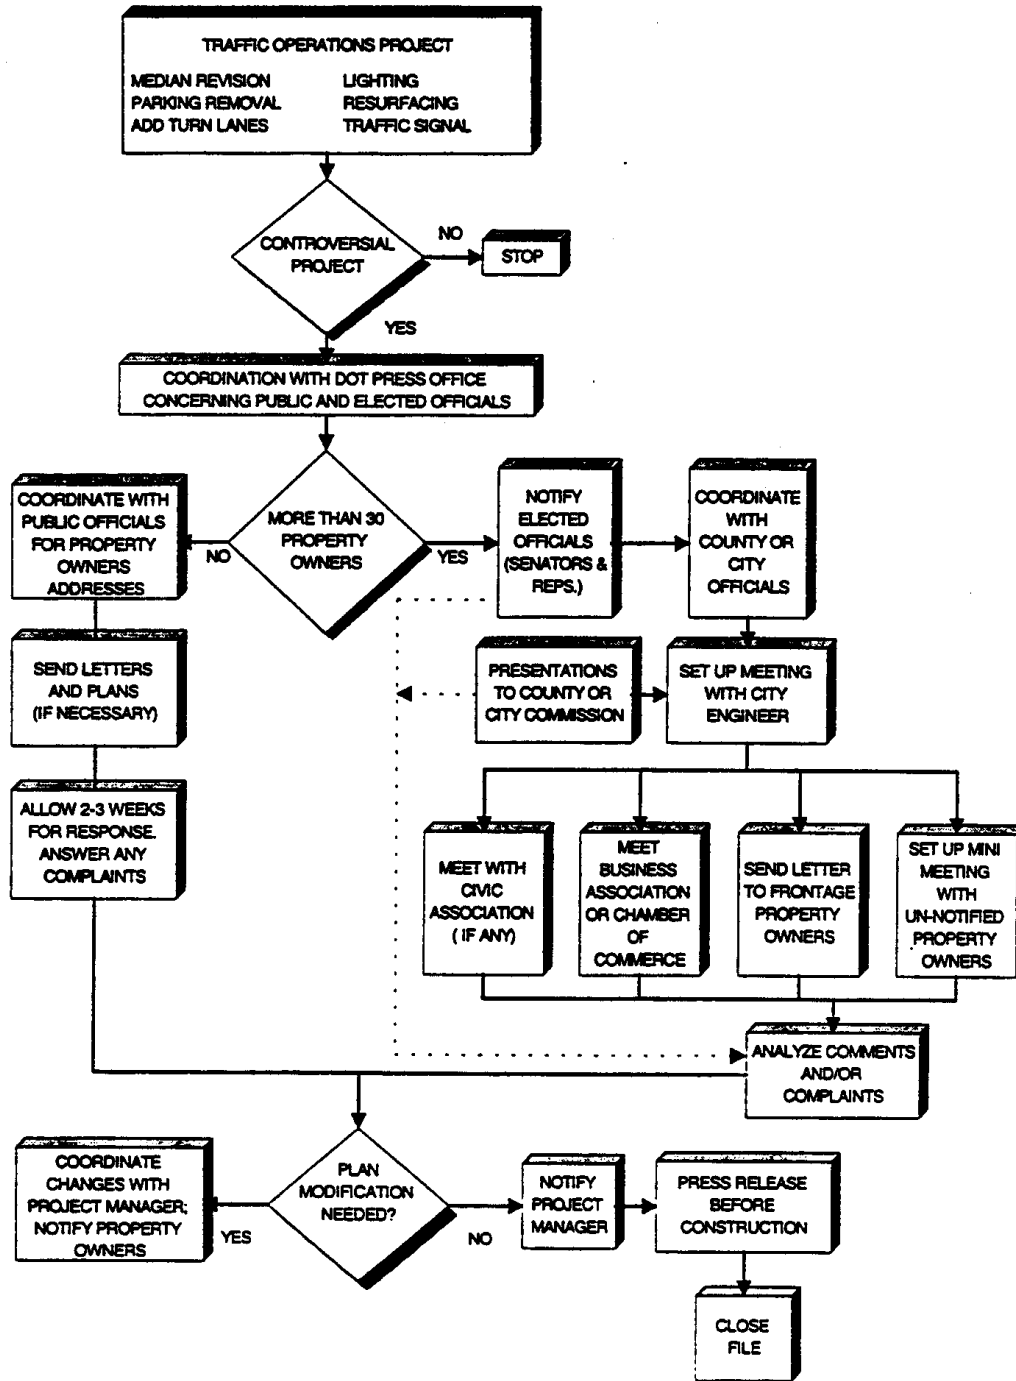 TRAFFIC OPERATIONS PROJECT
MEDIAN REVISION
PARKING REMOVAL
ADD TURN LANES
LIGHTING
RESURFACING
TRAFFIC SIGNAL
CONTROVERSIAL
PROJECT
NO
STOP
YES
COORDINATION WITH DOT PRESS OFFICE
CONCERNING PUBLIC AND ELECTED OFFICIALS
MORE THAN 30
PROPERTY
OWNERS
NO
YES
COORDINATE WITH
PUBLIC OFFICIALS
FOR PROPERTY
OWNERS
ADDRESSES
SEND LETTERS
AND PLANS
(IF NECESSARY)
ALLOW 2-3 WEEKS
FOR RESPONSE.
ANSWER ANY
COMPLAINTS
NOTIFY
ELECTED
OFFICIALS
(SENATORS &
REPS.)
COORDINATE
WITH
COUNTY OR
CITY
OFFICIALS
PRESENTATIONS
TO COUNTY OR
CITY COMMISSION
SET UP MEETING
WITH CITY
ENGINEER
MEET WITH
CIVIC
ASSOCIATION
( IF ANY)
MEET
BUSINESS
ASSOCIATION
OR CHAMBER
OF
COMMERCE
SEND LETTER
TO FRONTAGE
PROPERTY
OWNERS
SET UP MINI
MEETING
WITH
UN-NOTIFIED
PROPERTY
OWNERS
ANALYZE COMMENTS
AND/OR
COMPLAINTS
PLAN
MODIFICATION
NEEDED?
YES
NO
COORDINATE
CHANGES WITH
PROJECT MANAGER;
NOTIFY PROPERTY
OWNERS
NOTIFY
PROJECT
MANAGER
PRESS RELEASE
BEFORE
CONSTRUCTION
CLOSE
FILE